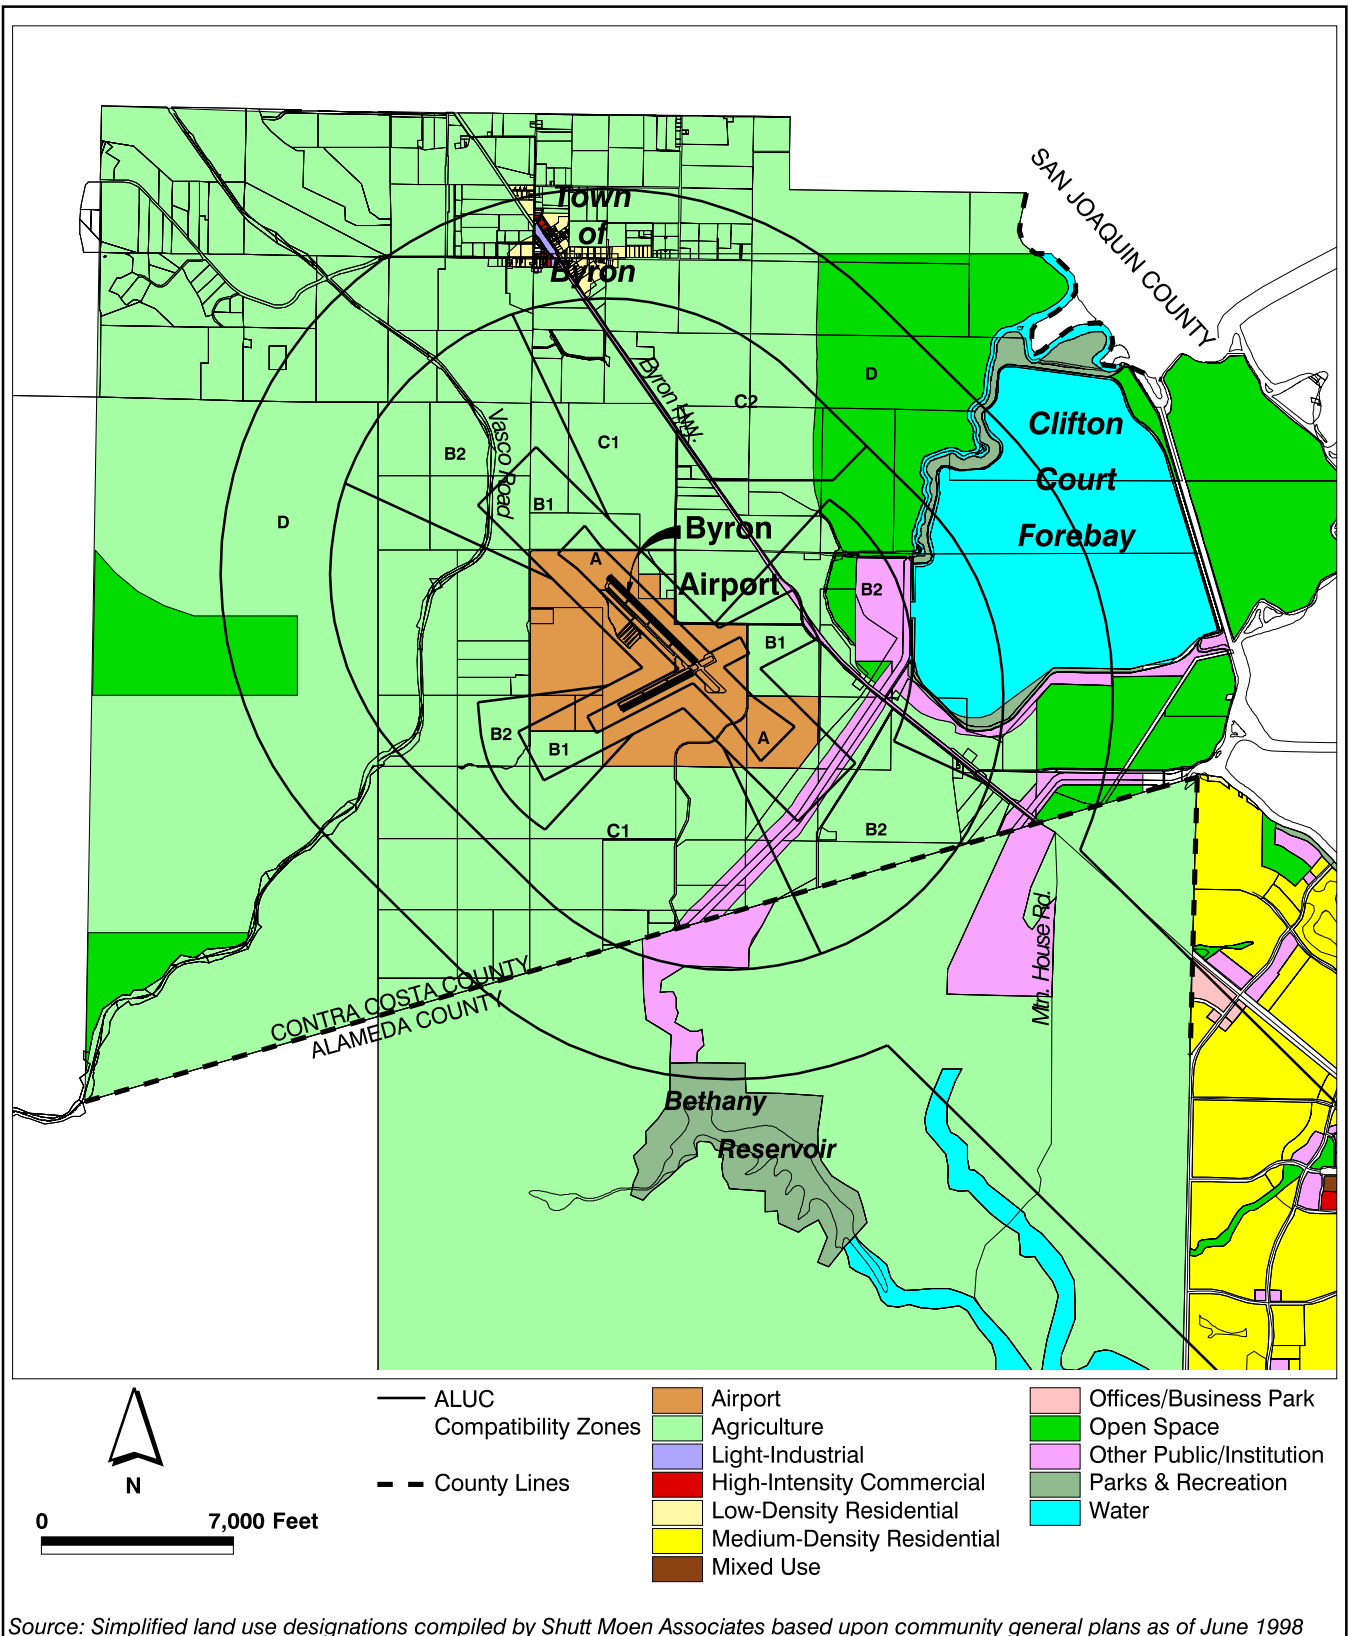 SAN JOAQUIN COUNTY
Town
of
Byron
Byron Hwy.
D
C2
Clifton
Court
Forebay
Vasco Road
B2
C1
B1
D
Byron
Airport
A
B2
B1
B2
B1
A
C1
B2
Mtn. House Rd.
CONTRA COSTA COUNTY
ALAMEDA COUNTY
Bethany
Reservoir
N
0 7,000 Feet
ALUC
Compatibility Zones
County Lines
Airport
Agriculture
Light-Industrial
High-Intensity Commercial
Low-Density Residential
Medium-Density Residential
Mixed Use
Offices/Business Park
Open Space
Other Public/Institution
Parks & Recreation
Water
Source: Simplified land use designations compiled by Shutt Moen Associates based upon community general plans as of June 1998